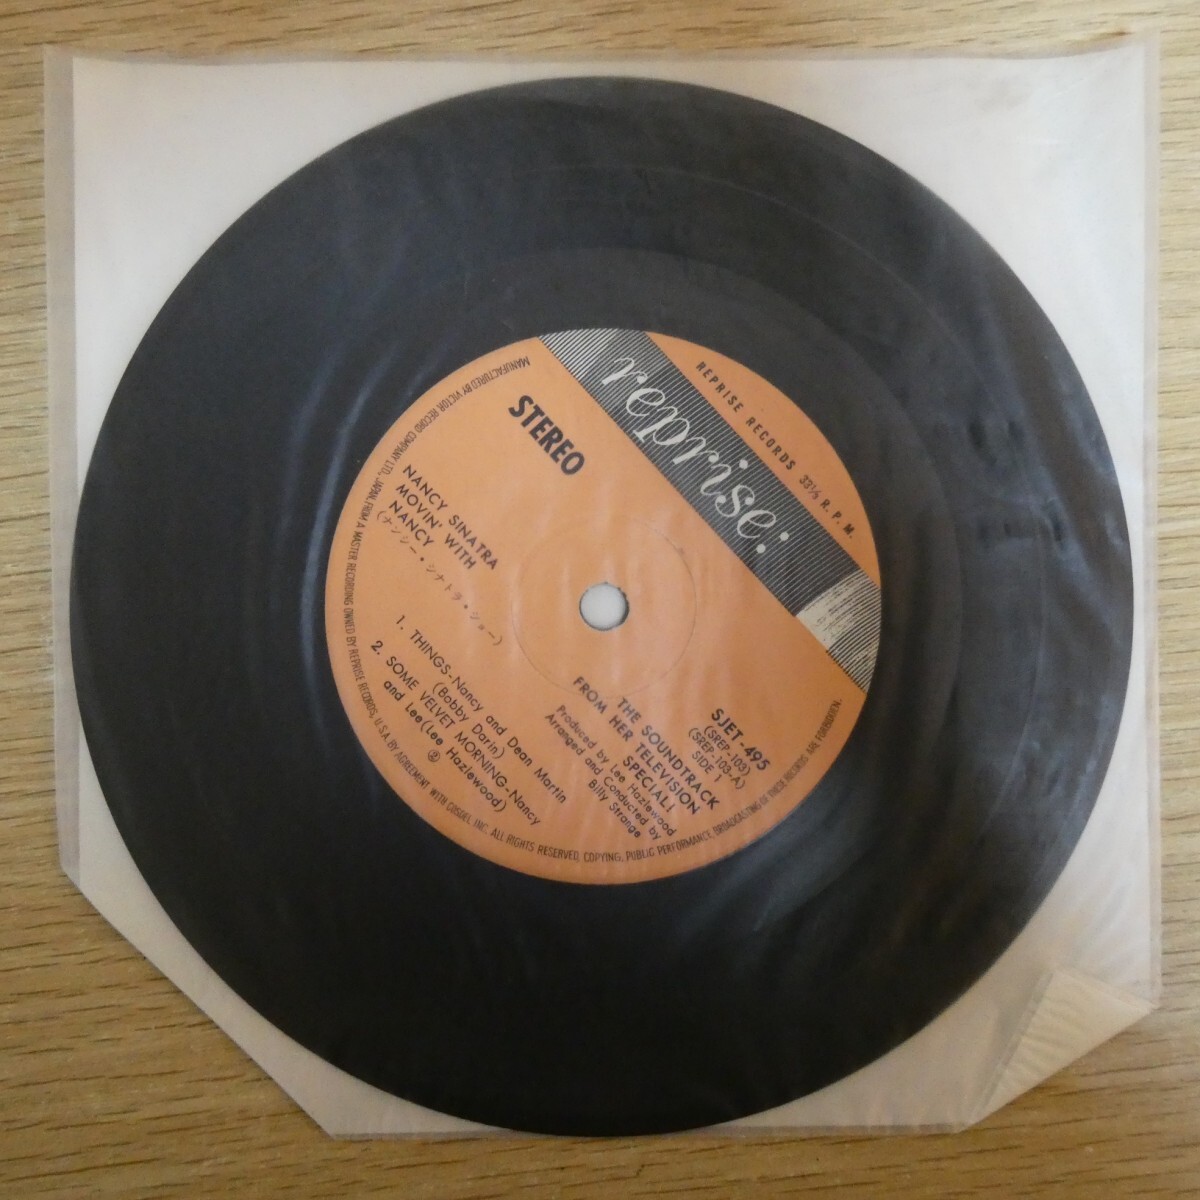 reprise:
REPRISE RECORDS 33⅓ R.P.M.
STEREO
NANCY SINATRA
MOVIN' WITH
NANCY
(ナンシー・シナトラ・ショー)
SJET-495
(SREP-103)
(SREP-103-A)
SIDE 1
THE SOUNDTRACK
FROM HER TELEVISION
SPECIAL!
Produced by Lee Hazlewood
Arranged and Conducted by
Billy Strange
1. THINGS-Nancy and Dean Martin
(Bobby Darin)
2. SOME VELVET MORNING-Nancy
and Lee(Lee Hazlewood)
MANUFACTURED BY VICTOR RECORD COMPANY LTD., JAPAN, FROM A MASTER RECORDING OWNED BY REPRISE RECORDS, U.S.A. BY AGREEMENT WITH COSDEL INC. ALL RIGHTS RESERVED, COPYING, PUBLIC PERFORMANCE, BROADCASTING OF THESE RECORDS ARE FORBIDDEN.